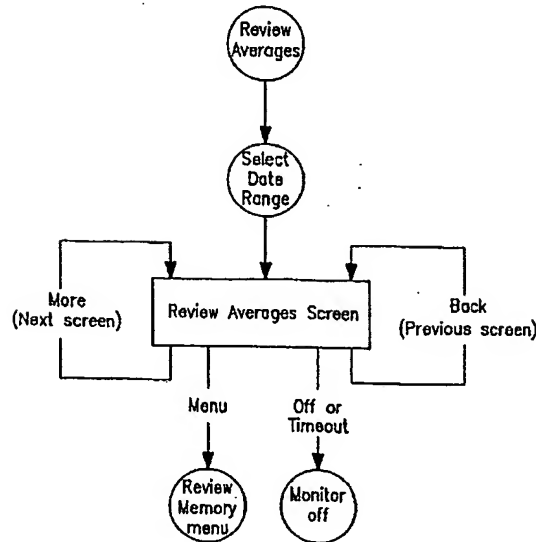 Review
Averages
Select
Date
Range
More
(Next screen)
Review Averages Screen
Back
(Previous screen)
Menu
Off or
Timeout
Review
Memory
menu
Monitor
off